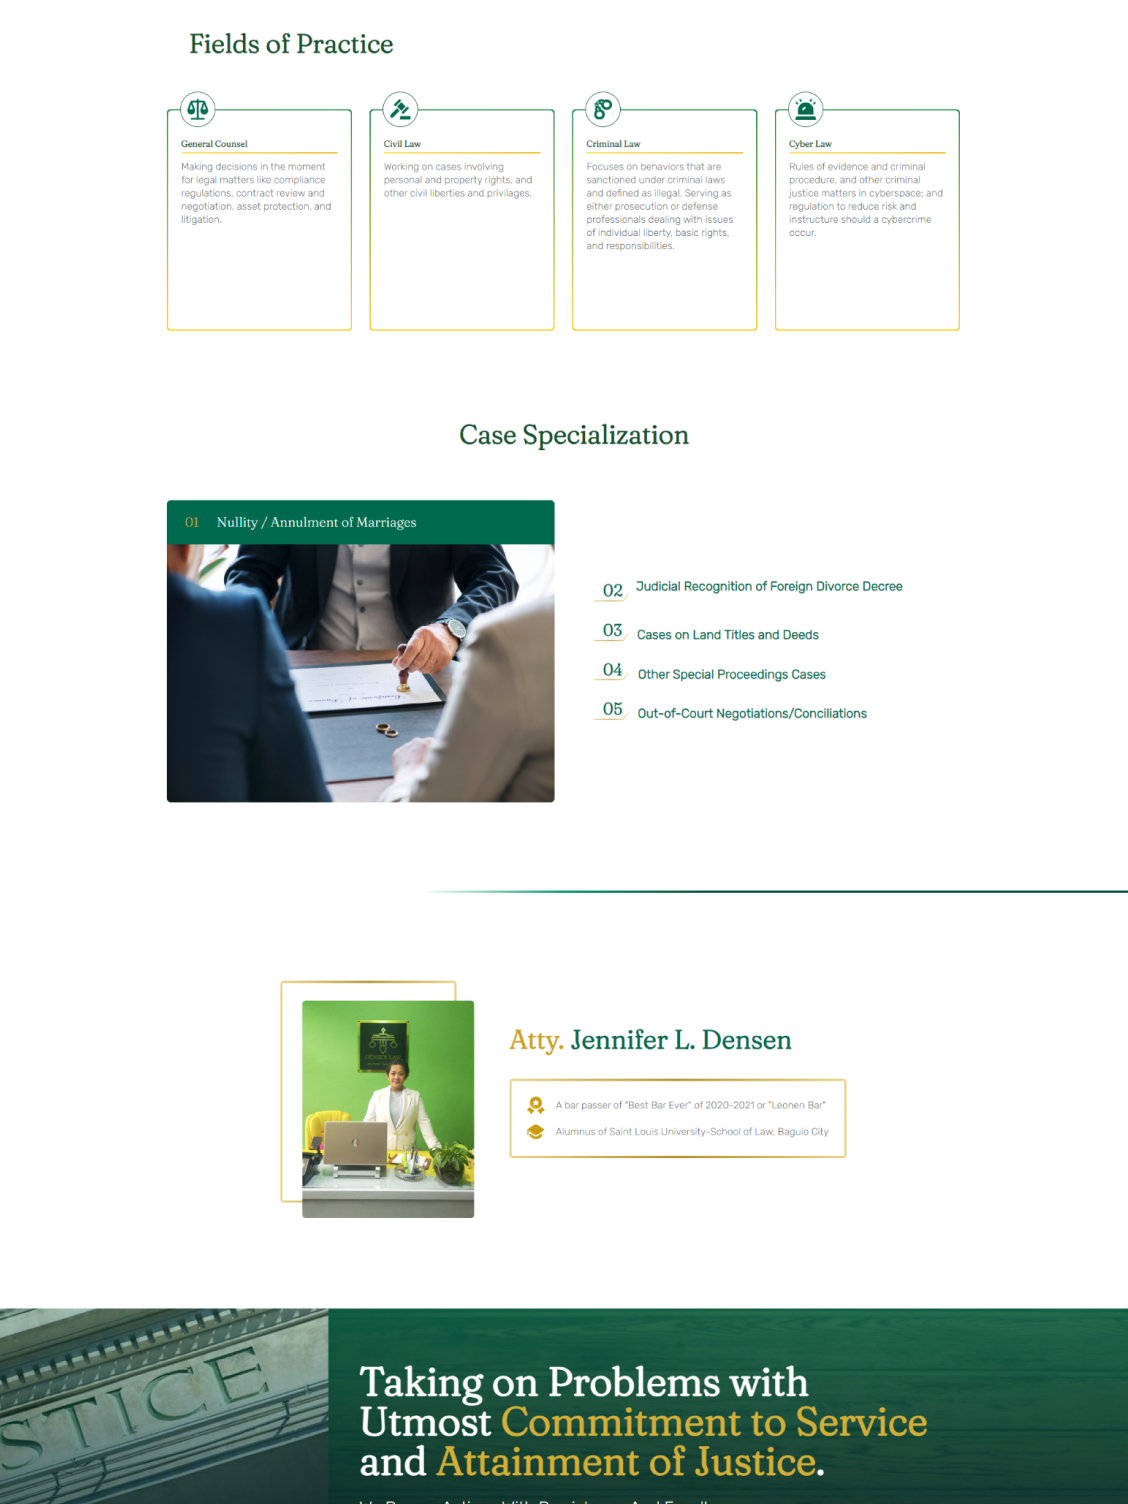 Fields of Practice
General Counsel
Making decisions in the moment
for legal matters like compliance
regulations, contract review and
negotiation, asset protection, and
litigation.
Civil Law
Working on cases involving
personal and property rights, and
other civil liberties and privilages.
Criminal Law
Focuses on behaviors that are
sanctioned under criminal laws
and defined as illegal. Serving as
either prosecution or defense
professionals dealing with issues
of individual liberty, basic rights,
and responsibilities.
Cyber Law
Rules of evidence and criminal
procedure, and other criminal
justice matters in cyberspace; and
regulation to reduce risk and
instructure should a cybercrime
occur.
Case Specialization
01 Nullity / Annulment of Marriages
02 Judicial Recognition of Foreign Divorce Decree
03 Cases on Land Titles and Deeds
04 Other Special Proceedings Cases
05 Out-of-Court Negotiations/Conciliations
DENSEN LAW
Atty. Jennifer L. Densen
A bar passer of "Best Bar Ever" of 2020-2021 or "Leonen Bar"
Alumnus of Saint Louis University-School of Law, Baguio City
STICE
Taking on Problems with
Utmost Commitment to Service
and Attainment of Justice.